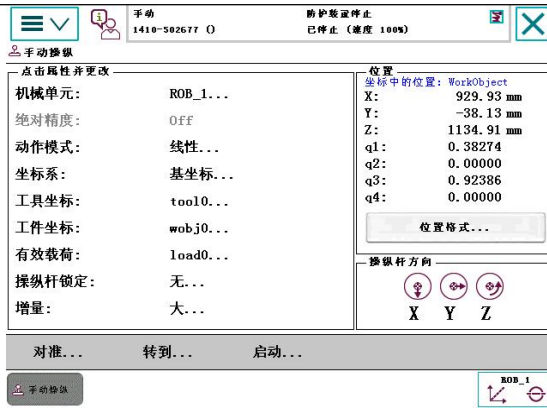 手动
1410-502677 ()
防护装置停止
已停止 (速度 100%)
手动操纵
点击属性并更改
机械单元: ROB_1...
绝对精度: Off
动作模式: 线性...
坐标系: 基坐标...
工具坐标: tool0...
工件坐标: wobj0...
有效载荷: load0...
操纵杆锁定: 无...
增量: 大...
位置
坐标中的位置: WorkObject
X: 929.93 mm
Y: -38.13 mm
Z: 1134.91 mm
q1: 0.38274
q2: 0.00000
q3: 0.92386
q4: 0.00000
位置格式...
操纵杆方向
X Y Z
对准... 转到... 启动...
手动操纵
ROB_1